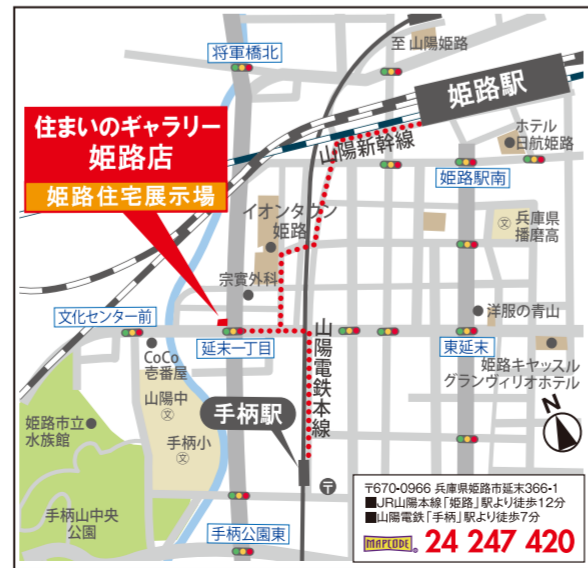 将軍橋北
至 山陽姫路
姫路駅
住まいのギャラリー
姫路店
姫路住宅展示場
山陽新幹線
ホテル
日航姫路
姫路駅南
イオンタウン
姫路
文
兵庫県
播磨高
宗實外科
文化センター前
延末一丁目
山陽電鉄本線
洋服の青山
東延末
CoCo
壱番屋
姫路キャッスル
グランヴィリオホテル
山陽中
文
手柄駅
手柄小
文
姫路市立
水族館
N
〒
手柄山中央
公園
手柄公園東
〒670-0966 兵庫県姫路市延末366-1
■JR山陽本線「姫路」駅より徒歩12分
■山陽電鉄「手柄」駅より徒歩7分
MAPCODE® 24 247 420